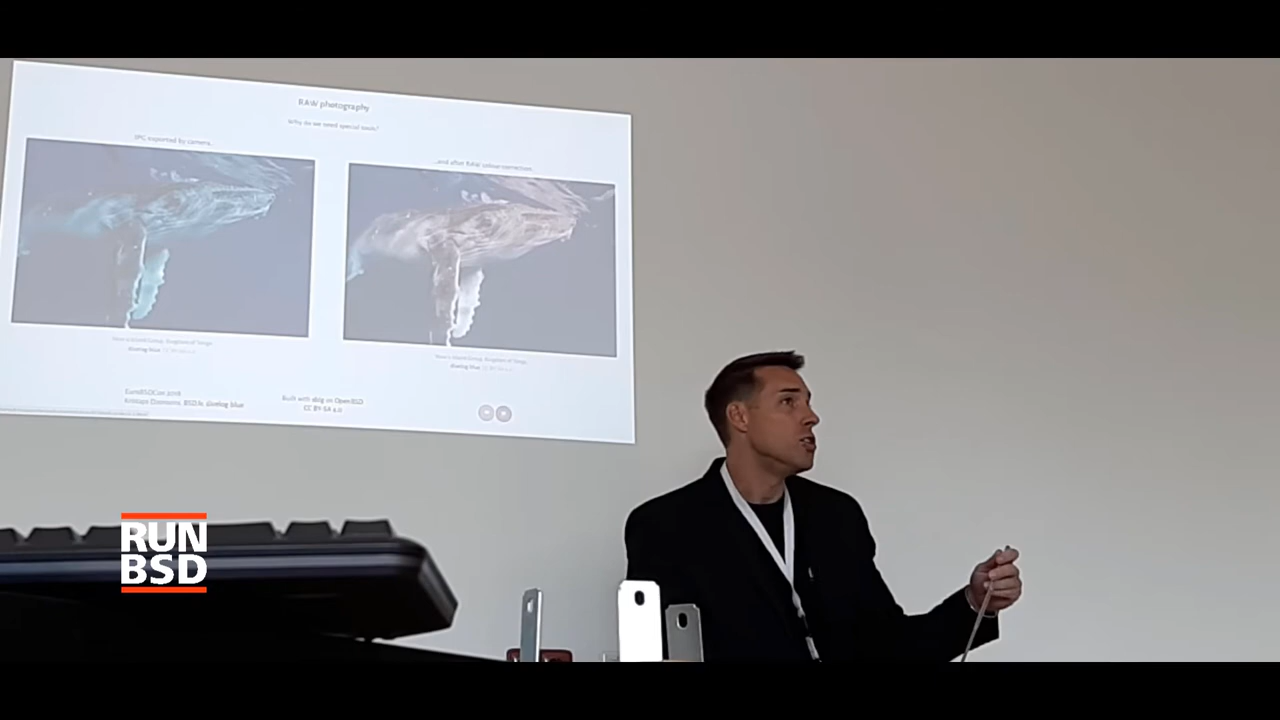 RAW photography
Why do we need special tools?
JPG exported by camera...
...and after RAW colour correction.
divelog.blue
divelog.blue
EuroBSDCon 2018
Kristaps Dzonsons, BSD.lv, divelog.blue
Built with sblg on OpenBSD
CC BY-SA 4.0
RUN
BSD